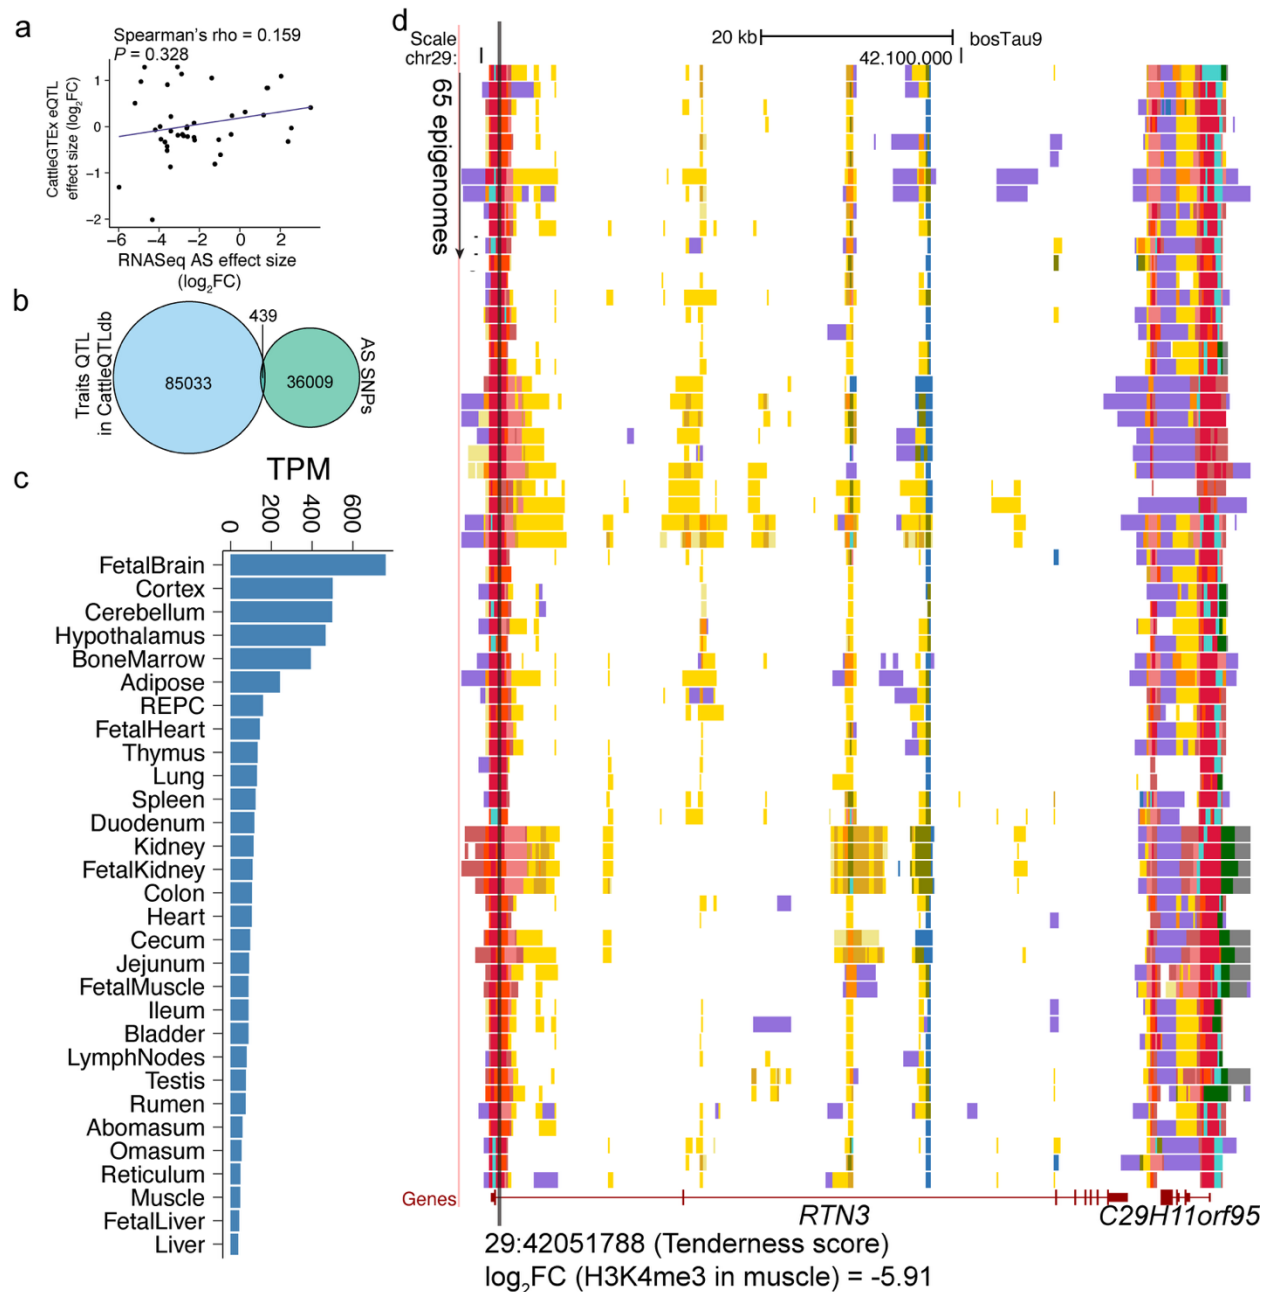 a
Spearman's rho = 0.159
P = 0.328
CattleGTEx eQTL
effect size (log2FC)
1
0
−1
−2
−6 −4 −2 0 2
RNASeq AS effect size
(log2FC)
b
439
Traits QTL
in CattleQTLdb
85033
36009
AS SNPs
c
TPM
0 200 400 600
FetalBrain
Cortex
Cerebellum
Hypothalamus
BoneMarrow
Adipose
REPC
FetalHeart
Thymus
Lung
Spleen
Duodenum
Kidney
FetalKidney
Colon
Heart
Cecum
Jejunum
FetalMuscle
Ileum
Bladder
LymphNodes
Testis
Rumen
Abomasum
Omasum
Reticulum
Muscle
FetalLiver
Liver
d
Scale 20 kb bosTau9
chr29: 42,100,000
65 epigenomes
Genes
RTN3 C29H11orf95
29:42051788 (Tenderness score)
log2FC (H3K4me3 in muscle) = -5.91